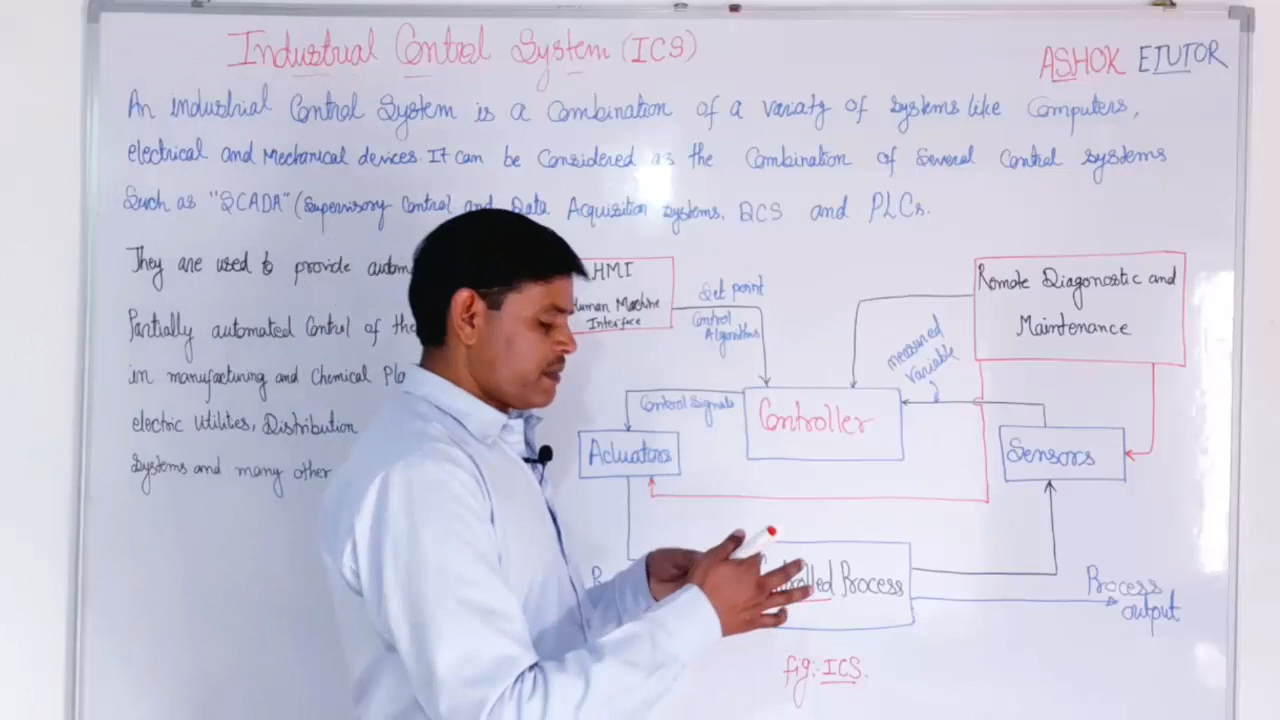 Industrial Control System (ICS)
ASHOK EJUTOR
An industrial Control System is a Combination of a variaty of Systems like Computers,
electrical and Mechanical devices. It can be Considered as the Combination of Several Control Systems
Such as "SCADA" (Supervisory Control and Data Acquisition Systems. DCS and PLCs.
They are used to provide
Partially automated Control of the
in manufacturing and Chemical
electric Utilities, Distribution
Systems and many other
HMI
Human Machine
Interface
Set point
Control
Algorithms
Remote Diagonostic and
Maintenance
measured
variable
Control Signals
Controller
Actuators
Sensors
Process
Process
output
fig:- ICS.